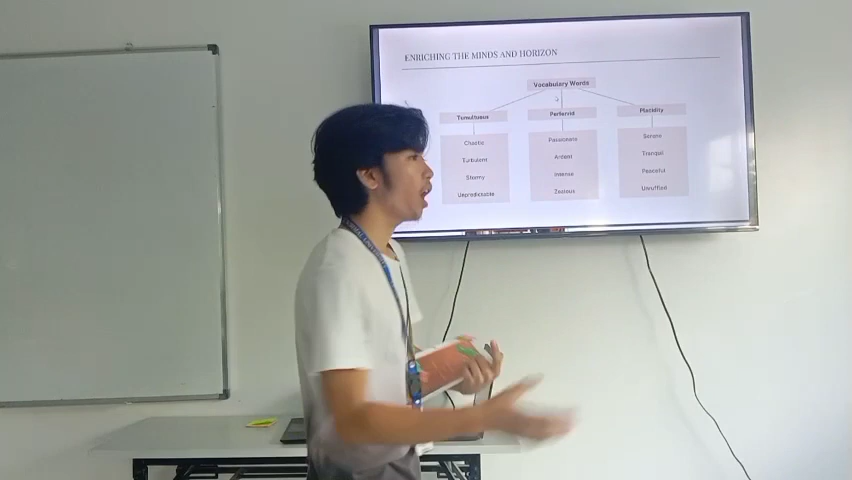 ENRICHING THE MINDS AND HORIZON
Vocabulary Words
Tumultuous
Perfervid
Placidity
Chaotic
Turbulent
Stormy
Unpredictable
Passionate
Ardent
Intense
Zealous
Serene
Tranquil
Peaceful
Unruffled